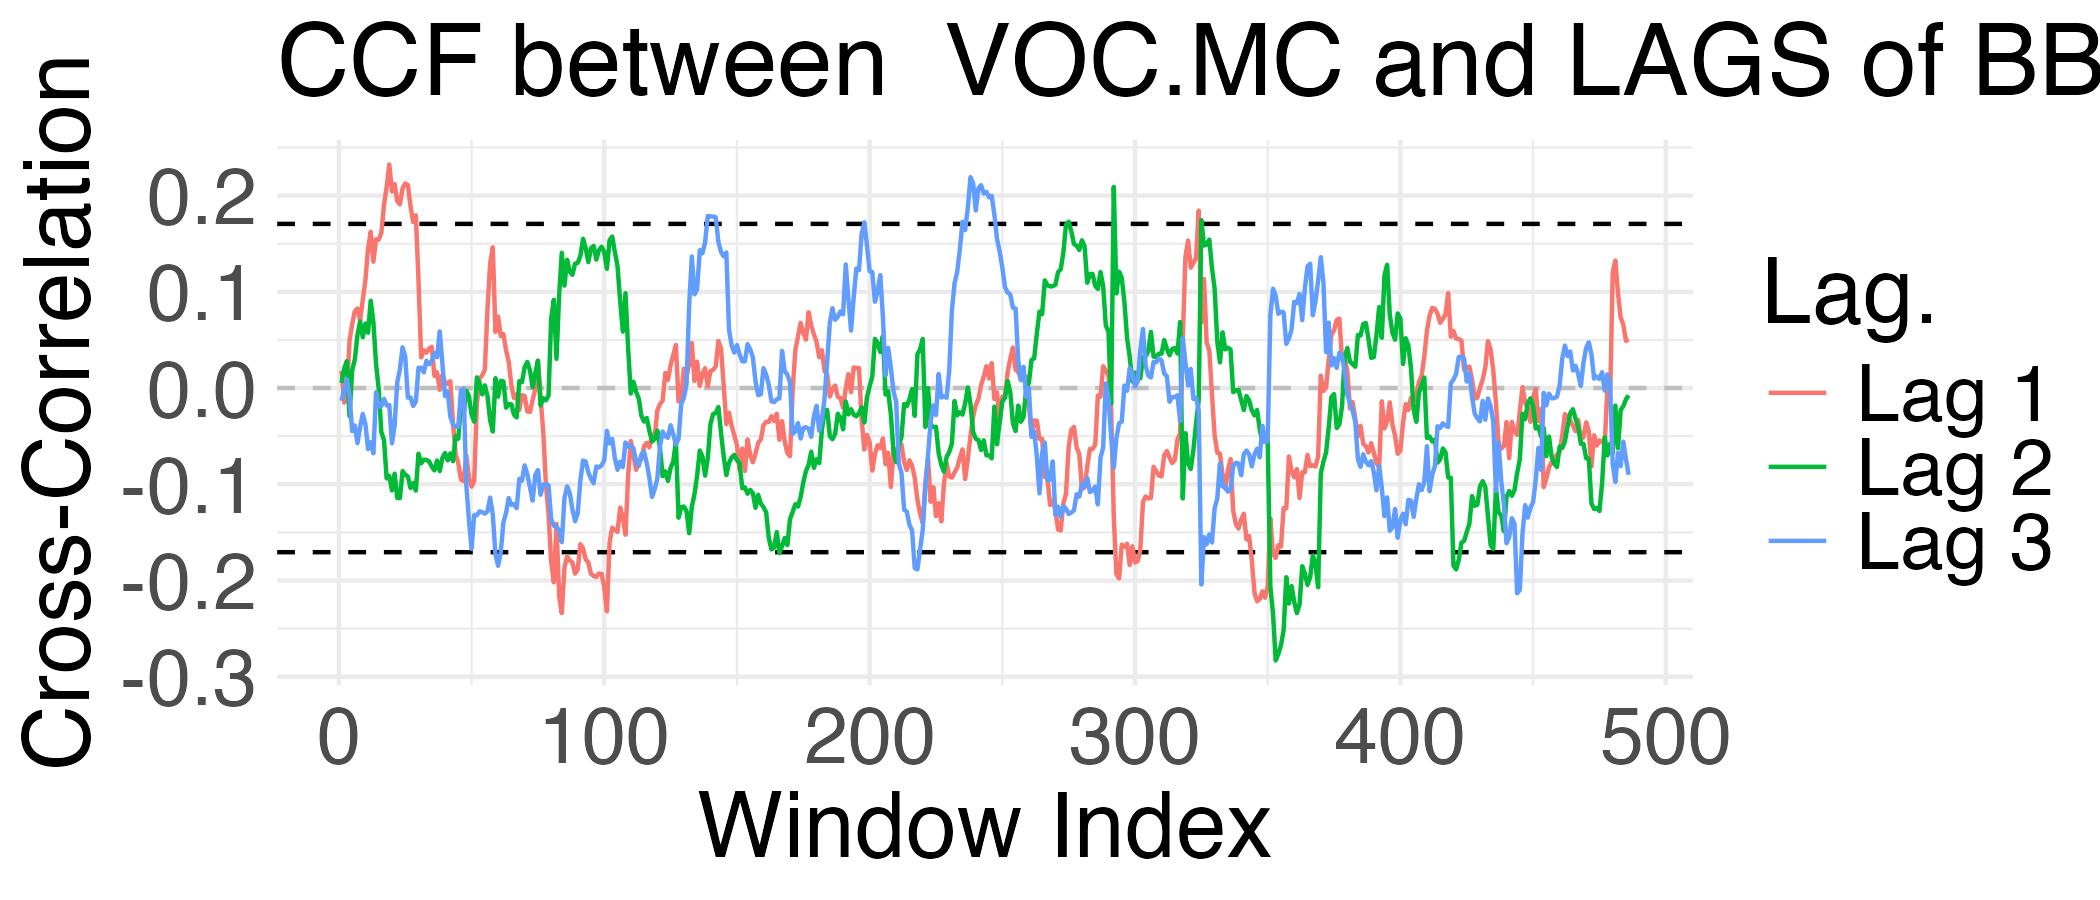 CCF between VOC.MC and LAGS of BB
Cross-Correlation
0.2
0.1
0.0
-0.1
-0.2
-0.3
0 100 200 300 400 500
Window Index
Lag.
Lag 1
Lag 2
Lag 3